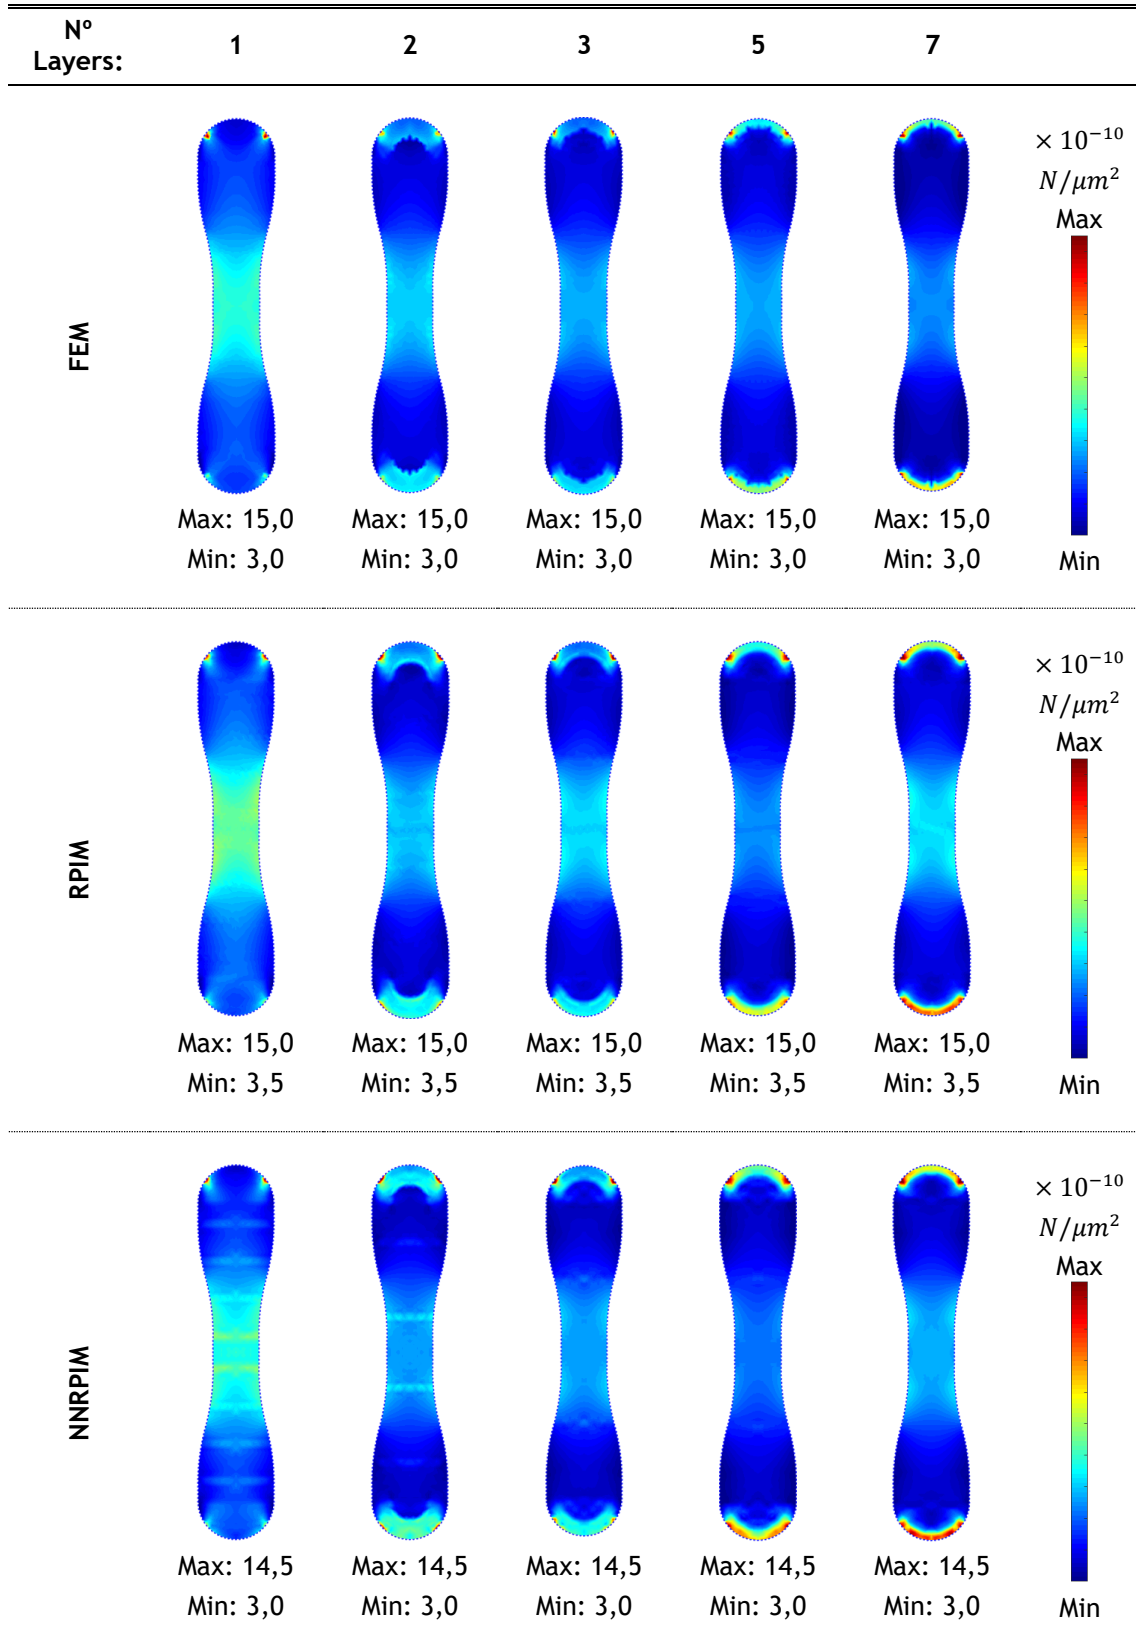 Nº
Layers:
1 2 3 5 7
FEM
× 10⁻¹⁰
N/μm²
Max
Min
Max: 15,0 Max: 15,0 Max: 15,0 Max: 15,0 Max: 15,0
Min: 3,0 Min: 3,0 Min: 3,0 Min: 3,0 Min: 3,0
RPIM
× 10⁻¹⁰
N/μm²
Max
Min
Max: 15,0 Max: 15,0 Max: 15,0 Max: 15,0 Max: 15,0
Min: 3,5 Min: 3,5 Min: 3,5 Min: 3,5 Min: 3,5
NNRPIM
× 10⁻¹⁰
N/μm²
Max
Min
Max: 14,5 Max: 14,5 Max: 14,5 Max: 14,5 Max: 14,5
Min: 3,0 Min: 3,0 Min: 3,0 Min: 3,0 Min: 3,0